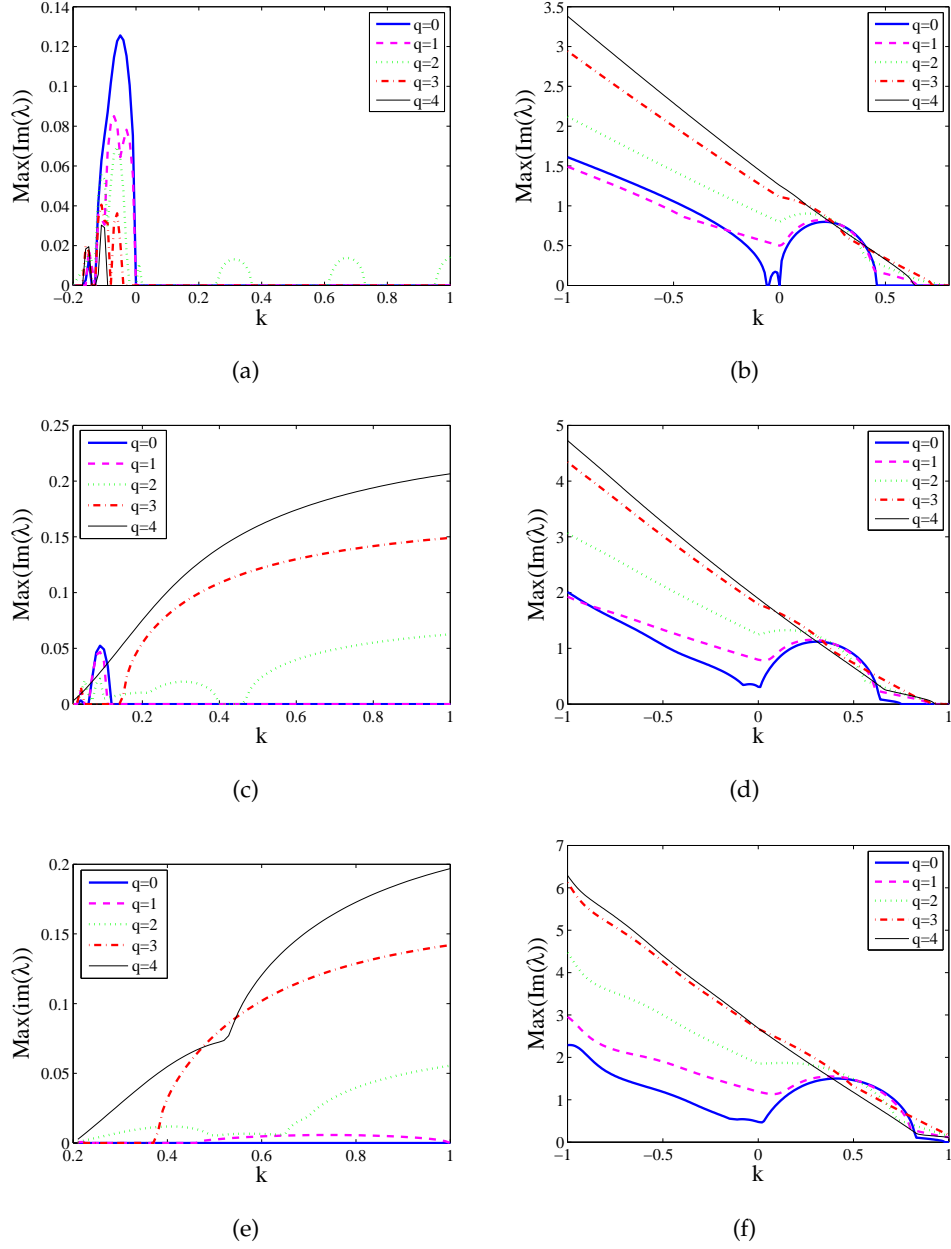 0.14
0.12
0.1
0.08
0.06
0.04
0.02
0
Max(Im(λ))
−0.2 0 0.2 0.4 0.6 0.8 1
k
q=0
q=1
q=2
q=3
q=4
(a)
3.5
3
2.5
2
1.5
1
0.5
0
Max(Im(λ))
−1 −0.5 0 0.5
k
q=0
q=1
q=2
q=3
q=4
(b)
0.25
0.2
0.15
0.1
0.05
0
Max(Im(λ))
0.2 0.4 0.6 0.8 1
k
q=0
q=1
q=2
q=3
q=4
(c)
5
4
3
2
1
0
Max(Im(λ))
−1 −0.5 0 0.5 1
k
q=0
q=1
q=2
q=3
q=4
(d)
0.2
0.15
0.1
0.05
0
Max(im(λ))
0.2 0.4 0.6 0.8 1
k
q=0
q=1
q=2
q=3
q=4
(e)
7
6
5
4
3
2
1
0
Max(Im(λ))
−1 −0.5 0 0.5 1
k
q=0
q=1
q=2
q=3
q=4
(f)